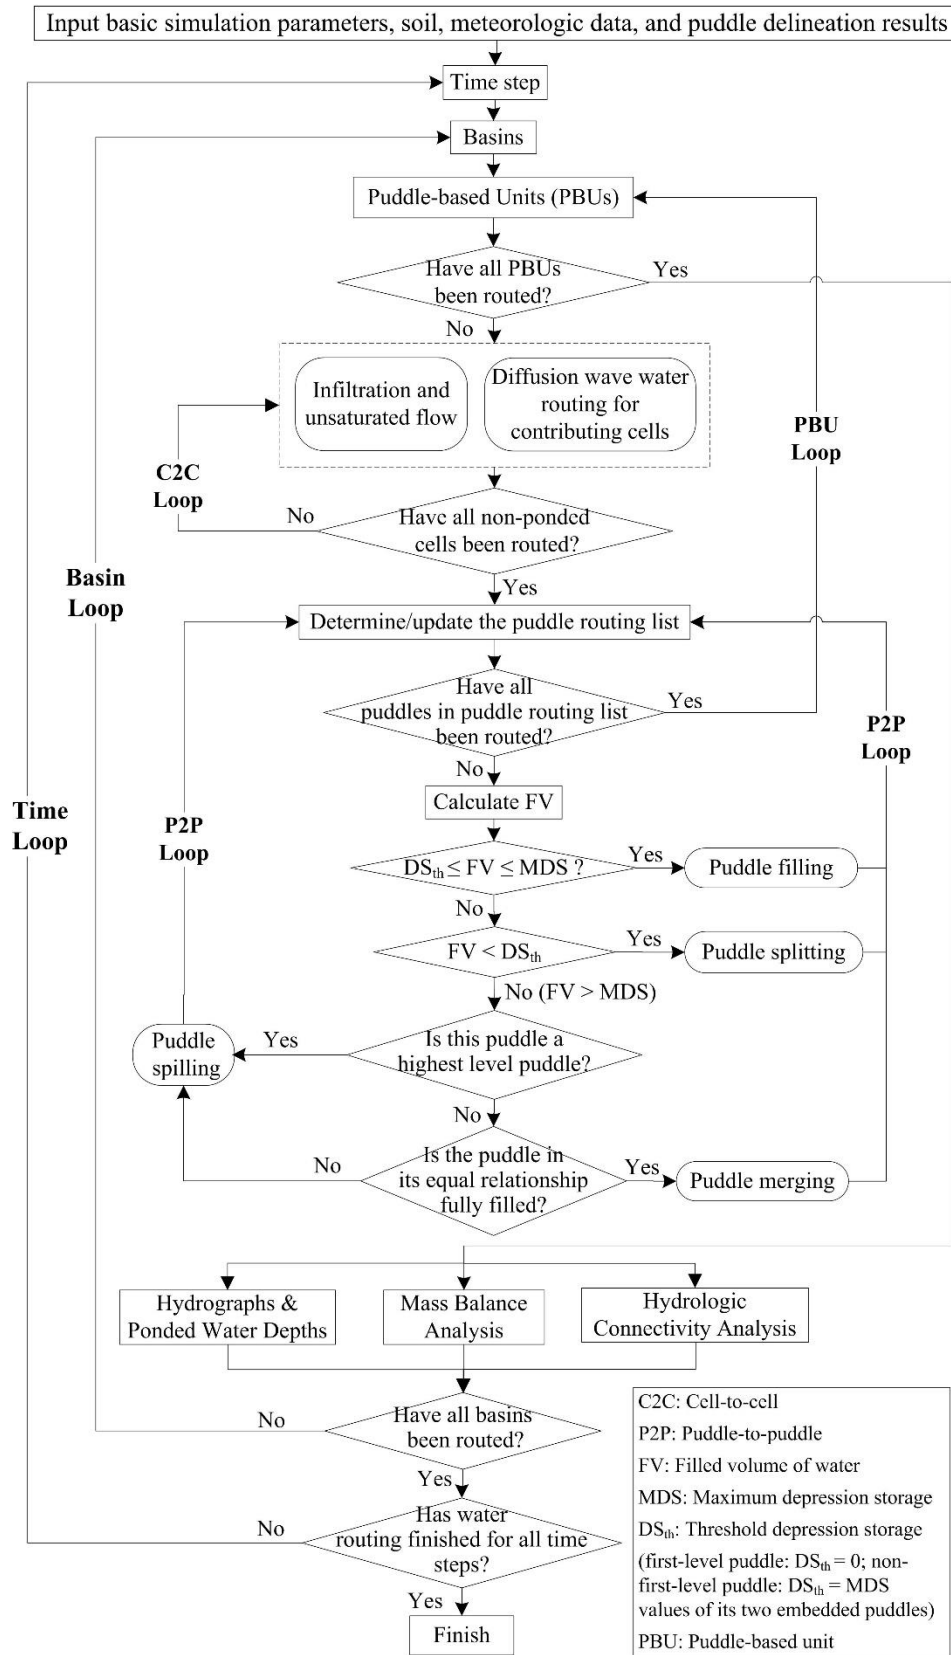 Input basic simulation parameters, soil, meteorologic data, and puddle delineation results
Time step
Basins
Puddle-based Units (PBUs)
Have all PBUs
been routed?
Yes
No
Infiltration and
unsaturated flow
Diffusion wave water
routing for
contributing cells
PBU
Loop
C2C
Loop
No
Have all non-ponded
cells been routed?
Yes
Basin
Loop
Determine/update the puddle routing list
Have all
puddles in puddle routing list
been routed?
Yes
P2P
Loop
No
Calculate FV
Time
Loop
P2P
Loop
DSth ≤ FV ≤ MDS ?
Yes
Puddle filling
No
FV < DSth
Yes
Puddle splitting
No (FV > MDS)
Is this puddle a
highest level puddle?
Yes
Puddle
spilling
No
Is the puddle in
its equal relationship
fully filled?
No
Yes
Puddle merging
Hydrographs &
Ponded Water Depths
Mass Balance
Analysis
Hydrologic
Connectivity Analysis
No
Have all basins
been routed?
Yes
No
Has water
routing finished for all time
steps?
Yes
Finish
C2C: Cell-to-cell
P2P: Puddle-to-puddle
FV: Filled volume of water
MDS: Maximum depression storage
DSth: Threshold depression storage
(first-level puddle: DSth = 0; non-
first-level puddle: DSth = MDS
values of its two embedded puddles)
PBU: Puddle-based unit